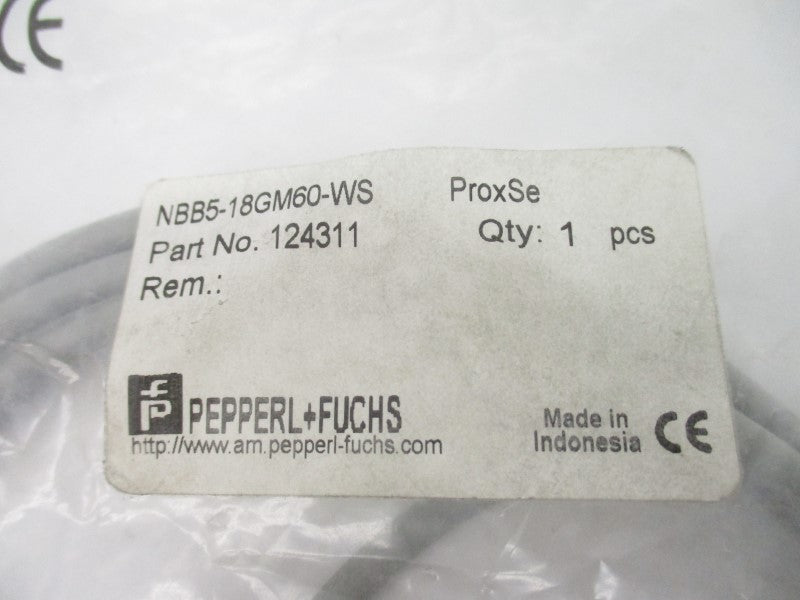 CE
NBB5-18GM60-WS ProxSe
Part No. 124311 Qty: 1 pcs
Rem.:
PEPPERL+FUCHS
http://www.am.pepperl-fuchs.com
Made in
Indonesia CE